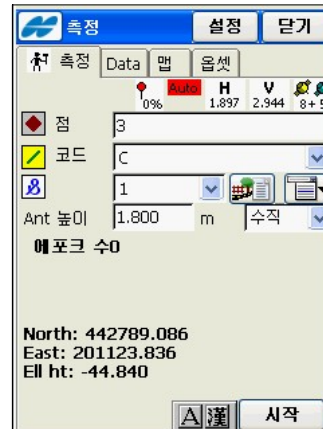 측정 설정 닫기
측정 Data 맵 옵셋
0% Auto H 1.897 V 2.944 8+
점 3
코드 C
1
Ant 높이 1.800 m 수직
에포크 수0
North: 442789.086
East: 201123.836
Ell ht: -44.840
A 漢 시작